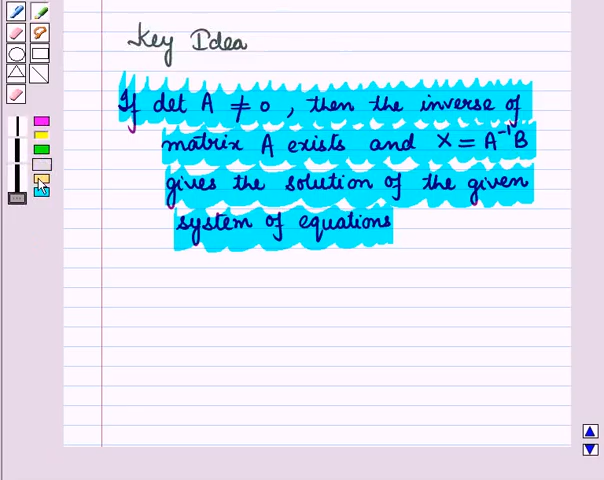 Key Idea
If det A ≠ 0, then the inverse of
matrix A exists and X = A⁻¹B
gives the solution of the given
system of equations